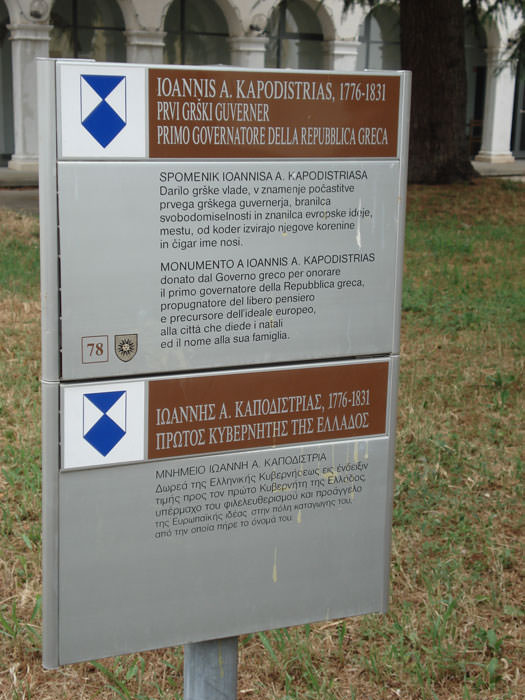 IOANNIS A. KAPODISTRIAS, 1776-1831
PRVI GRŠKI GUVERNER
PRIMO GOVERNATORE DELLA REPUBBLICA GRECA
SPOMENIK IOANNISA A. KAPODISTRIASA
Darilo grške vlade, v znamenje počastitve
prvega grškega guvernerja, branilca
svobodomiselnosti in znanilca evropske ideje,
mestu, od koder izvirajo njegove korenine
in čigar ime nosi.
MONUMENTO A IOANNIS A. KAPODISTRIAS
donato dal Governo greco per onorare
il primo governatore della Repubblica greca,
propugnatore del libero pensiero
e precursore dell'ideale europeo,
alla città che diede i natali
ed il nome alla sua famiglia.
78
ΙΩΑΝΝΗΣ Α. ΚΑΠΟΔΙΣΤΡΙΑΣ, 1776-1831
ΠΡΩΤΟΣ ΚΥΒΕΡΝΗΤΗΣ ΤΗΣ ΕΛΛΑΔΟΣ
ΜΝΗΜΕΙΟ ΙΩΑΝΝΗ Α. ΚΑΠΟΔΙΣΤΡΙΑ
Δωρεά της Ελληνικής Κυβερνήσεως εις ένδειξιν
τιμής προς τον πρώτο Κυβερνήτη της Ελλάδος,
υπέρμαχο του φιλελευθερισμού και προάγγελο
της Ευρωπαϊκής ιδέας στην πόλη καταγωγής του,
από την οποία πήρε το όνομά του.